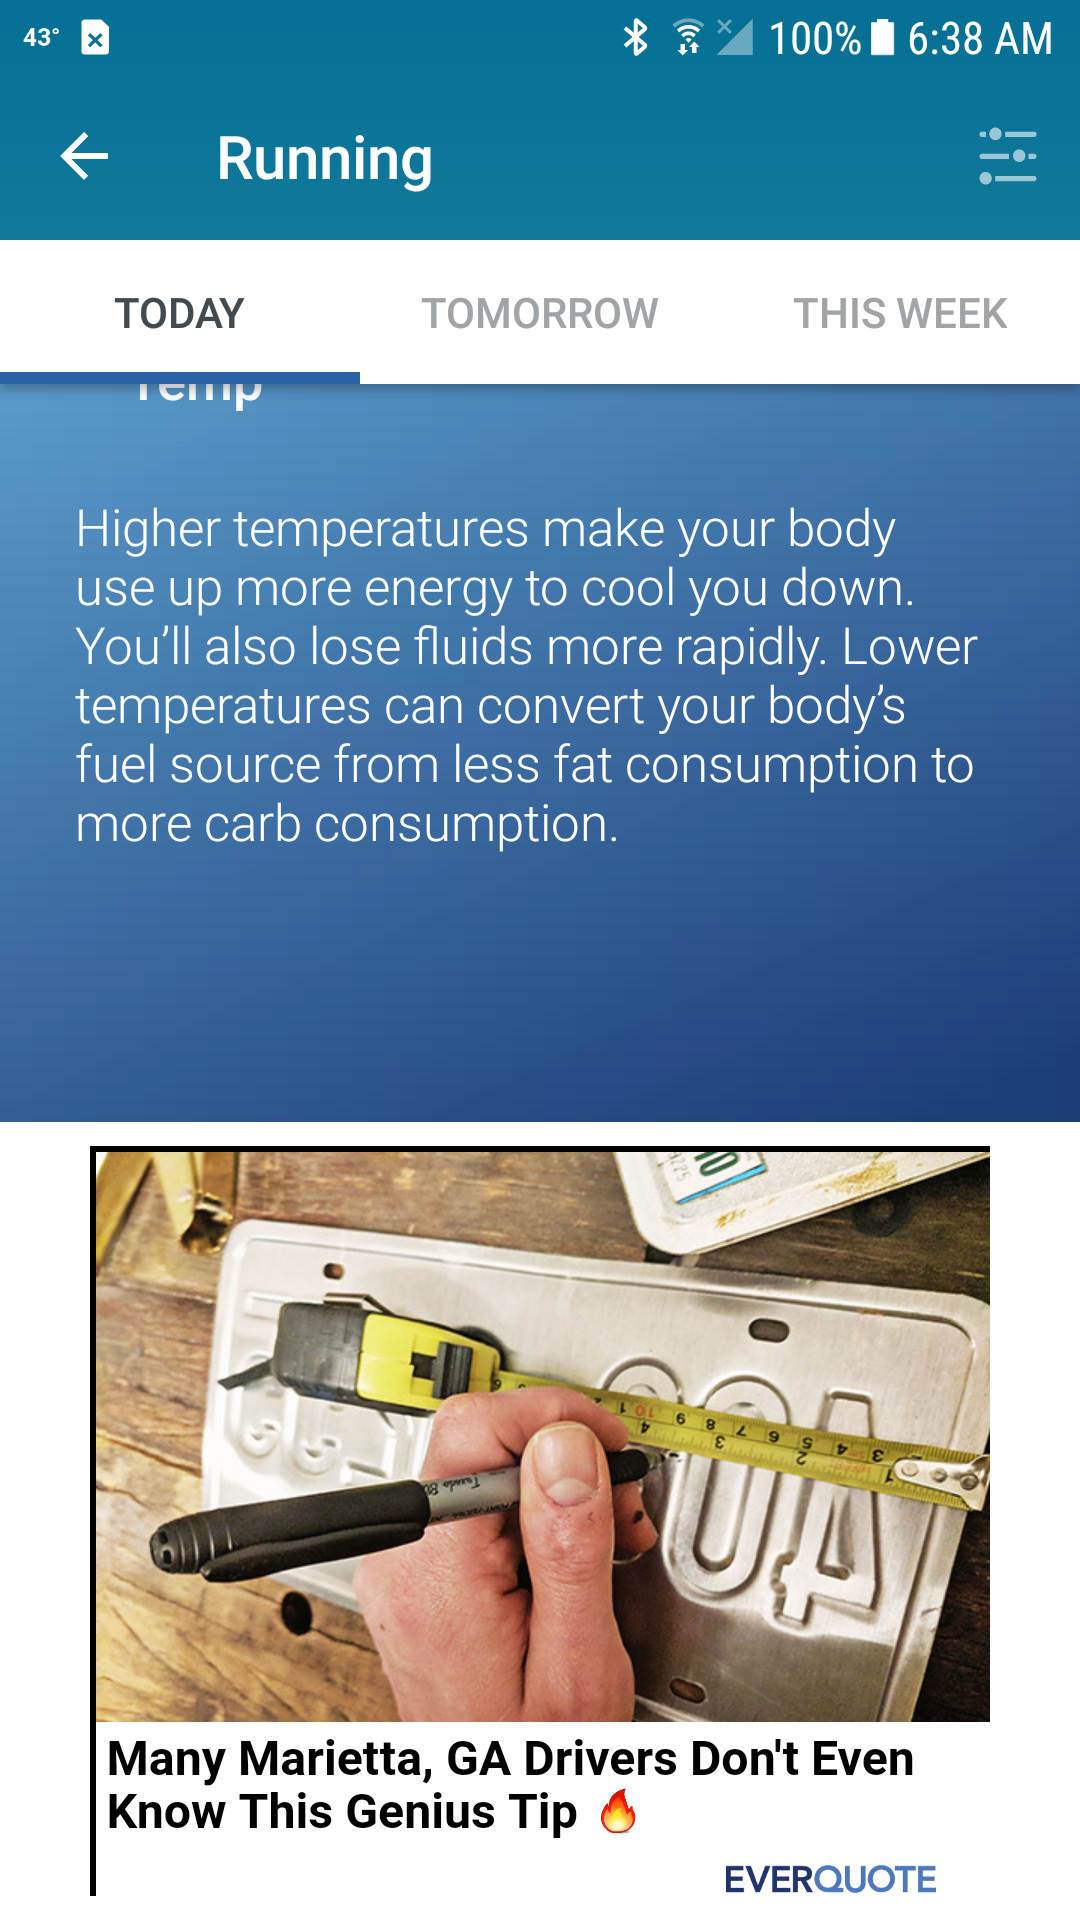 43° 100% 6:38 AM
Running
TODAY TOMORROW THIS WEEK
Temp
Higher temperatures make your body
use up more energy to cool you down.
You’ll also lose fluids more rapidly. Lower
temperatures can convert your body’s
fuel source from less fat consumption to
more carb consumption.
Many Marietta, GA Drivers Don't Even
Know This Genius Tip 🔥
EVERQUOTE